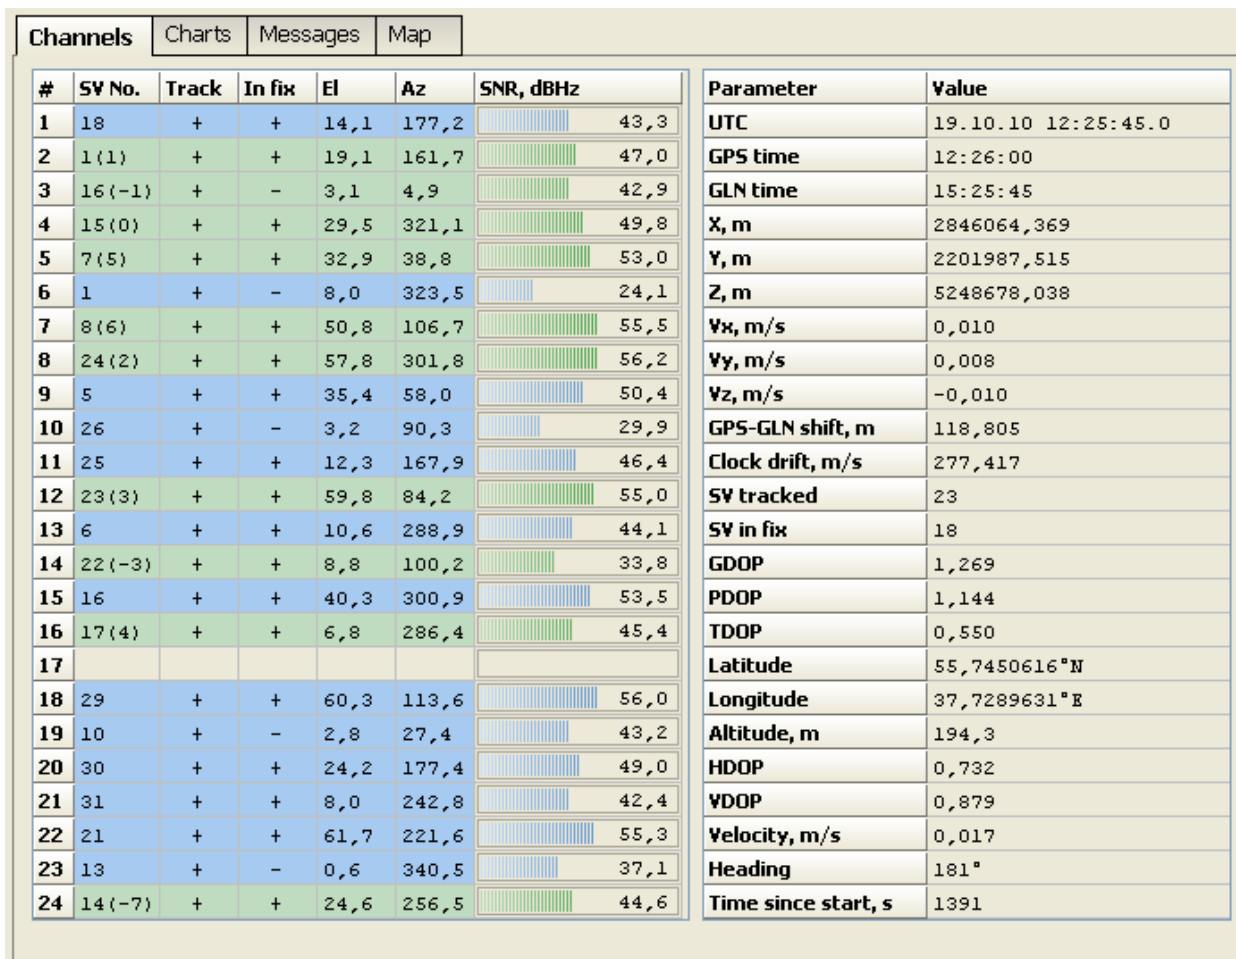 Channels Charts Messages Map
# SV No. Track In fix El Az SNR, dBHz Parameter Value
1 18 + + 14,1 177,2 43,3 UTC 19.10.10 12:25:45.0
2 1(1) + + 19,1 161,7 47,0 GPS time 12:26:00
3 16(-1) + - 3,1 4,9 42,9 GLN time 15:25:45
4 15(0) + + 29,5 321,1 49,8 X, m 2846064,369
5 7(5) + + 32,9 38,8 53,0 Y, m 2201987,515
6 1 + - 8,0 323,5 24,1 Z, m 5248678,038
7 8(6) + + 50,8 106,7 55,5 Vx, m/s 0,010
8 24(2) + + 57,8 301,8 56,2 Vy, m/s 0,008
9 5 + + 35,4 58,0 50,4 Vz, m/s -0,010
10 26 + - 3,2 90,3 29,9 GPS-GLN shift, m 118,805
11 25 + + 12,3 167,9 46,4 Clock drift, m/s 277,417
12 23(3) + + 59,8 84,2 55,0 SV tracked 23
13 6 + + 10,6 288,9 44,1 SV in fix 18
14 22(-3) + + 8,8 100,2 33,8 GDOP 1,269
15 16 + + 40,3 300,9 53,5 PDOP 1,144
16 17(4) + + 6,8 286,4 45,4 TDOP 0,550
17 Latitude 55,7450616°N
18 29 + + 60,3 113,6 56,0 Longitude 37,7289631°E
19 10 + - 2,8 27,4 43,2 Altitude, m 194,3
20 30 + + 24,2 177,4 49,0 HDOP 0,732
21 31 + + 8,0 242,8 42,4 VDOP 0,879
22 21 + + 61,7 221,6 55,3 Velocity, m/s 0,017
23 13 + - 0,6 340,5 37,1 Heading 181°
24 14(-7) + + 24,6 256,5 44,6 Time since start, s 1391